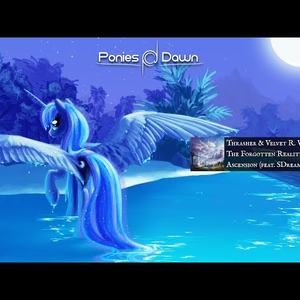 Ponies Dawn
Thrasher & Velvet R.
The Forgotten Realit
Ascension (feat. SDream